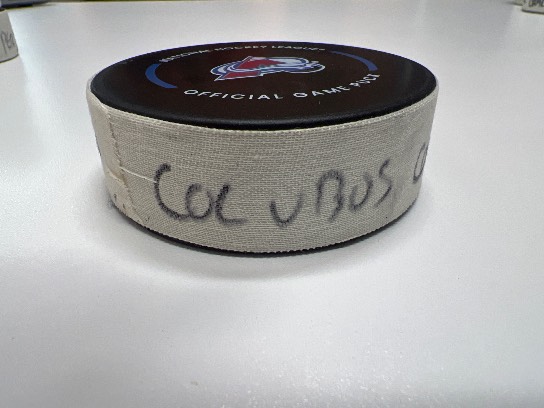 NATIONAL HOCKEY LEAGUE
OFFICIAL GAME PUCK
COLUBUS